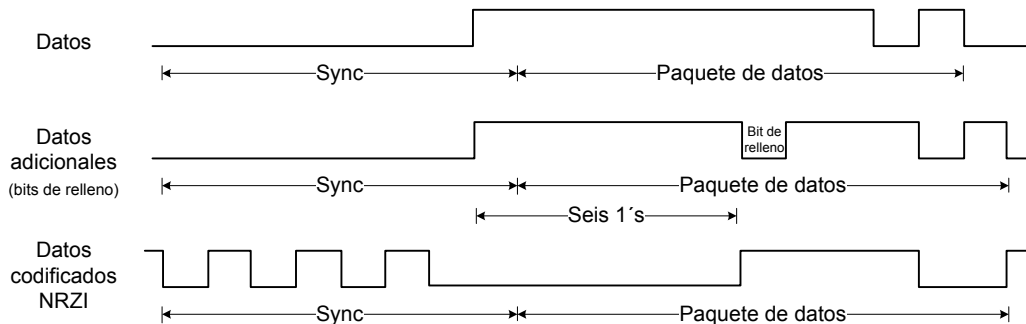 Datos
Sync
Paquete de datos
Datos
adicionales
(bits de relleno)
Bit de
relleno
Sync
Paquete de datos
Seis 1´s
Datos
codificados
NRZI
Sync
Paquete de datos